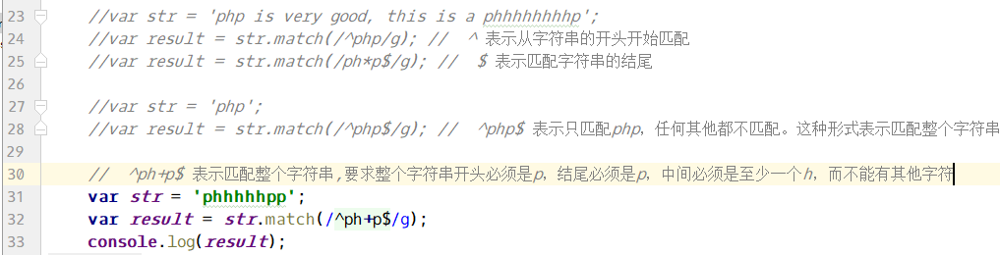 23 //var str = 'php is very good, this is a phhhhhhhhp';
24 //var result = str.match(/^php/g); // ^ 表示从字符串的开头开始匹配
25 //var result = str.match(/ph*p$/g); // $ 表示匹配字符串的结尾
26
27 //var str = 'php';
28 //var result = str.match(/^php$/g); // ^php$ 表示只匹配php，任何其他都不匹配。这种形式表示匹配整个字符串
29
30 // ^ph+p$ 表示匹配整个字符串,要求整个字符串开头必须是p，结尾必须是p，中间必须是至少一个h，而不能有其他字符
31 var str = 'phhhhhpp';
32 var result = str.match(/^ph+p$/g);
33 console.log(result);